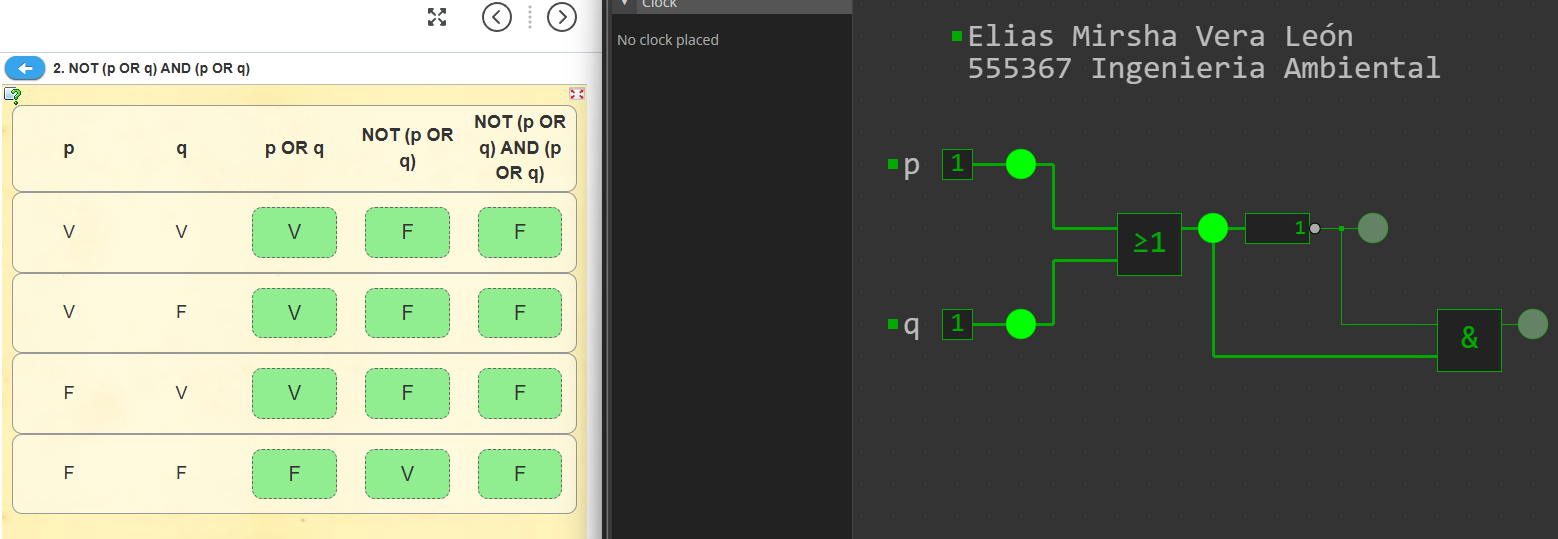 Clock
No clock placed
2. NOT (p OR q) AND (p OR q)
p q p OR q NOT (p OR q) NOT (p OR q) AND (p OR q)
V V V F F
V F V F F
F V V F F
F F F V F
Elias Mirsha Vera León
555367 Ingenieria Ambiental
p 1
≥1 1
q 1
&